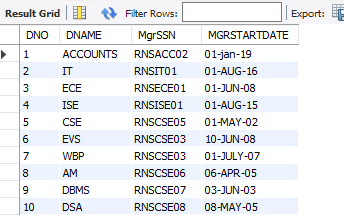 Result Grid Filter Rows: Export:
DNO DNAME MgrSSN MGRSTARTDATE
1 ACCOUNTS RNSACC02 01-jan-19
2 IT RNSIT01 01-AUG-16
3 ECE RNSECE01 01-JUN-08
4 ISE RNSISE01 01-AUG-15
5 CSE RNSCSE05 01-MAY-02
6 EVS RNSCSE03 10-JUN-08
7 WBP RNSCSE03 01-JULY-07
8 AM RNSCSE06 06-APR-05
9 DBMS RNSCSE07 03-JUN-03
10 DSA RNSCSE08 08-MAY-05